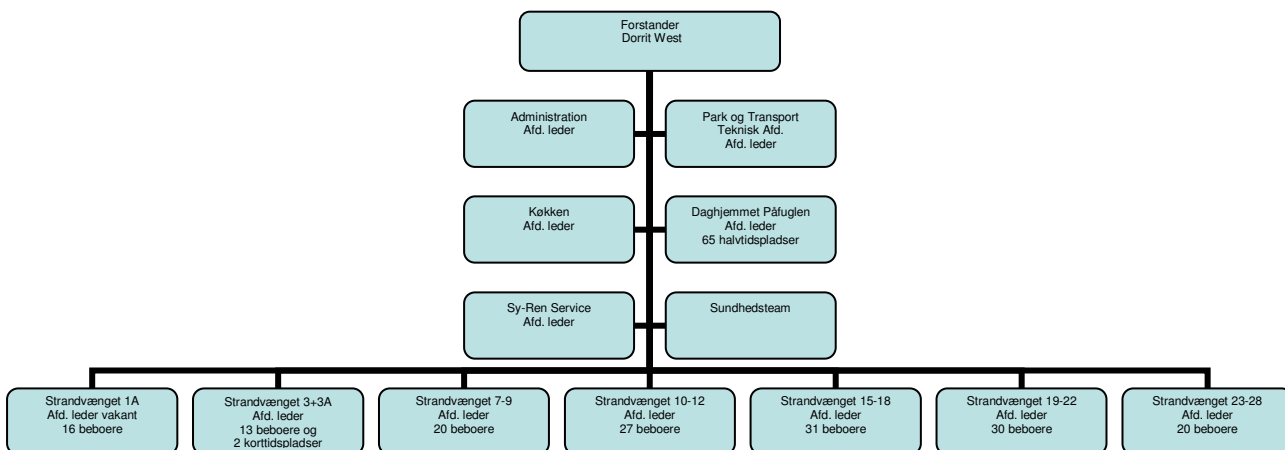 Forstander
Dorrit West
Administration
Afd. leder
Park og Transport
Teknisk Afd.
Afd. leder
Køkken
Afd. leder
Daghjemmet Påfuglen
Afd. leder
65 halvtidspladser
Sy-Ren Service
Afd. leder
Sundhedsteam
Strandvænget 1A
Afd. leder vakant
16 beboere
Strandvænget 3+3A
Afd. leder
13 beboere og
2 korttidspladser
Strandvænget 7-9
Afd. leder
20 beboere
Strandvænget 10-12
Afd. leder
27 beboere
Strandvænget 15-18
Afd. leder
31 beboere
Strandvænget 19-22
Afd. leder
30 beboere
Strandvænget 23-28
Afd. leder
20 beboere